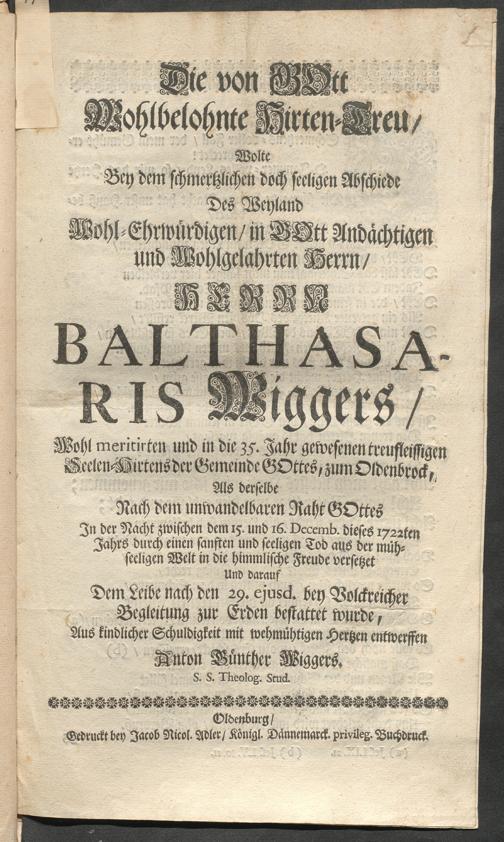 Die von GOtt
Wohlbelohnte Hirten-Treu/
Wolte
Bey dem schmertzlichen doch seeligen Abschiede
Des Weyland
Wohl-Ehrwürdigen/ in GOtt Andächtigen
und Wohlgelahrten Herrn/
HERRN
BALTHASA-
RIS Wiggers/
Wohl meritirten und in die 35. Jahr gewesenen treufleissigen
Seelen-Hirtens der Gemeinde GOttes, zum Oldenbrock,
Als derselbe
Nach dem unwandelbaren Raht GOttes
In der Nacht zwischen dem 15. und 16. Decemb. dieses 1722ten
Jahrs durch einen sanften und seeligen Tod aus der müh-
seeligen Welt in die himmlische Freude versetzet
Und darauf
Dem Leibe nach den 29. ejusd. bey Volckreicher
Begleitung zur Erden bestattet wurde,
Aus kindlicher Schuldigkeit mit wehmühtigen Hertzen entwerffen
Anton Günther Wiggers.
S. S. Theolog. Stud.
Oldenburg/
Gedruckt bey Jacob Nicol. Adler/ Königl. Dännemarck. privileg. Buchdruck.